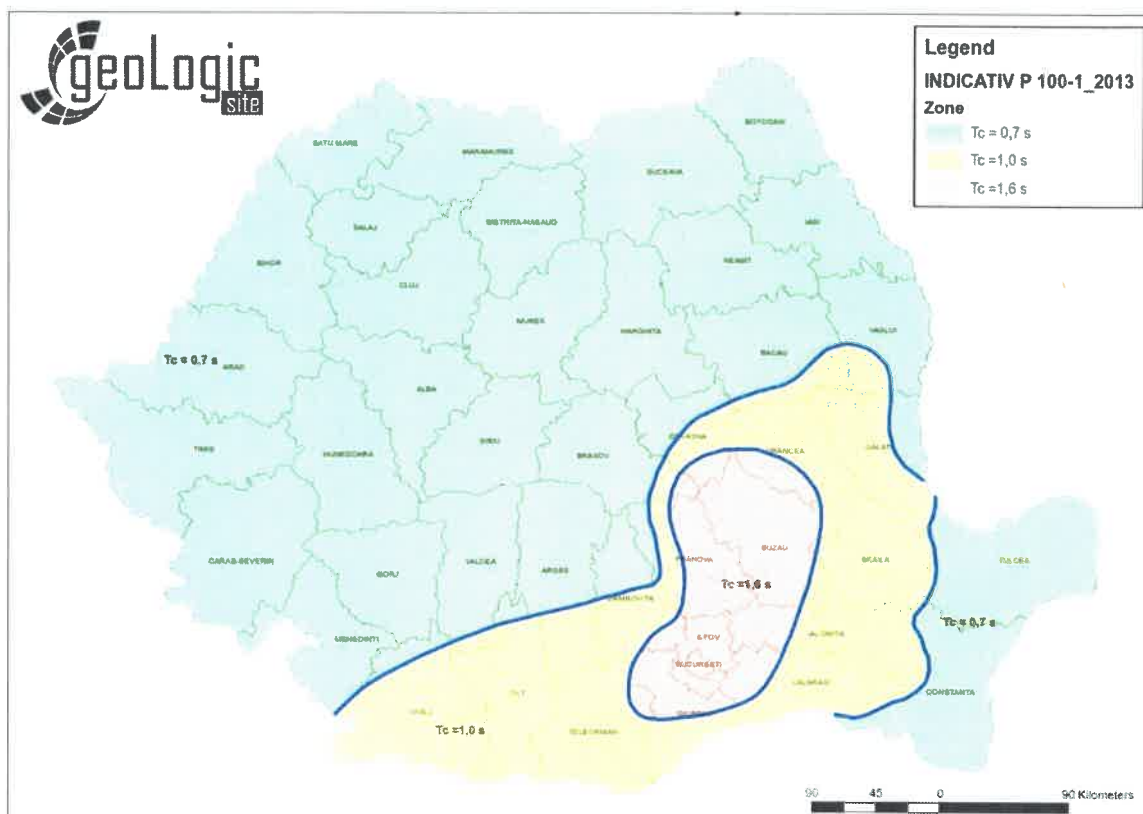 geoLogic
site
Legend
INDICATIV P 100-1_2013
Zone
Tc = 0,7 s
Tc =1,0 s
Tc =1,6 s
BOTOSANI
SATU MARE
MARAMURES
SUCEAVA
BISTRITA-NASAUD
IASI
SALAJ
NEAMT
BIHOR
CLUJ
MURES
HARGHITA
VASLUI
BACAU
Tc = 0,7 s
ARAD
ALBA
SIBIU
BRASOV
COVASNA
VRANCEA
GALATI
TIMIS
HUNEDOARA
CARAS-SEVERIN
GORJ
VALCEA
ARGES
PRAHOVA
BUZAU
BRAILA
TULCEA
DAMBOVITA
Tc =1,6 s
MEHEDINTI
ILFOV
IALOMITA
Tc = 0,7 s
BUCURESTI
CALARASI
CONSTANTA
DOLJ
OLT
GIURGIU
Tc =1,0 s
TELEORMAN
90 45 0 90 Kilometers